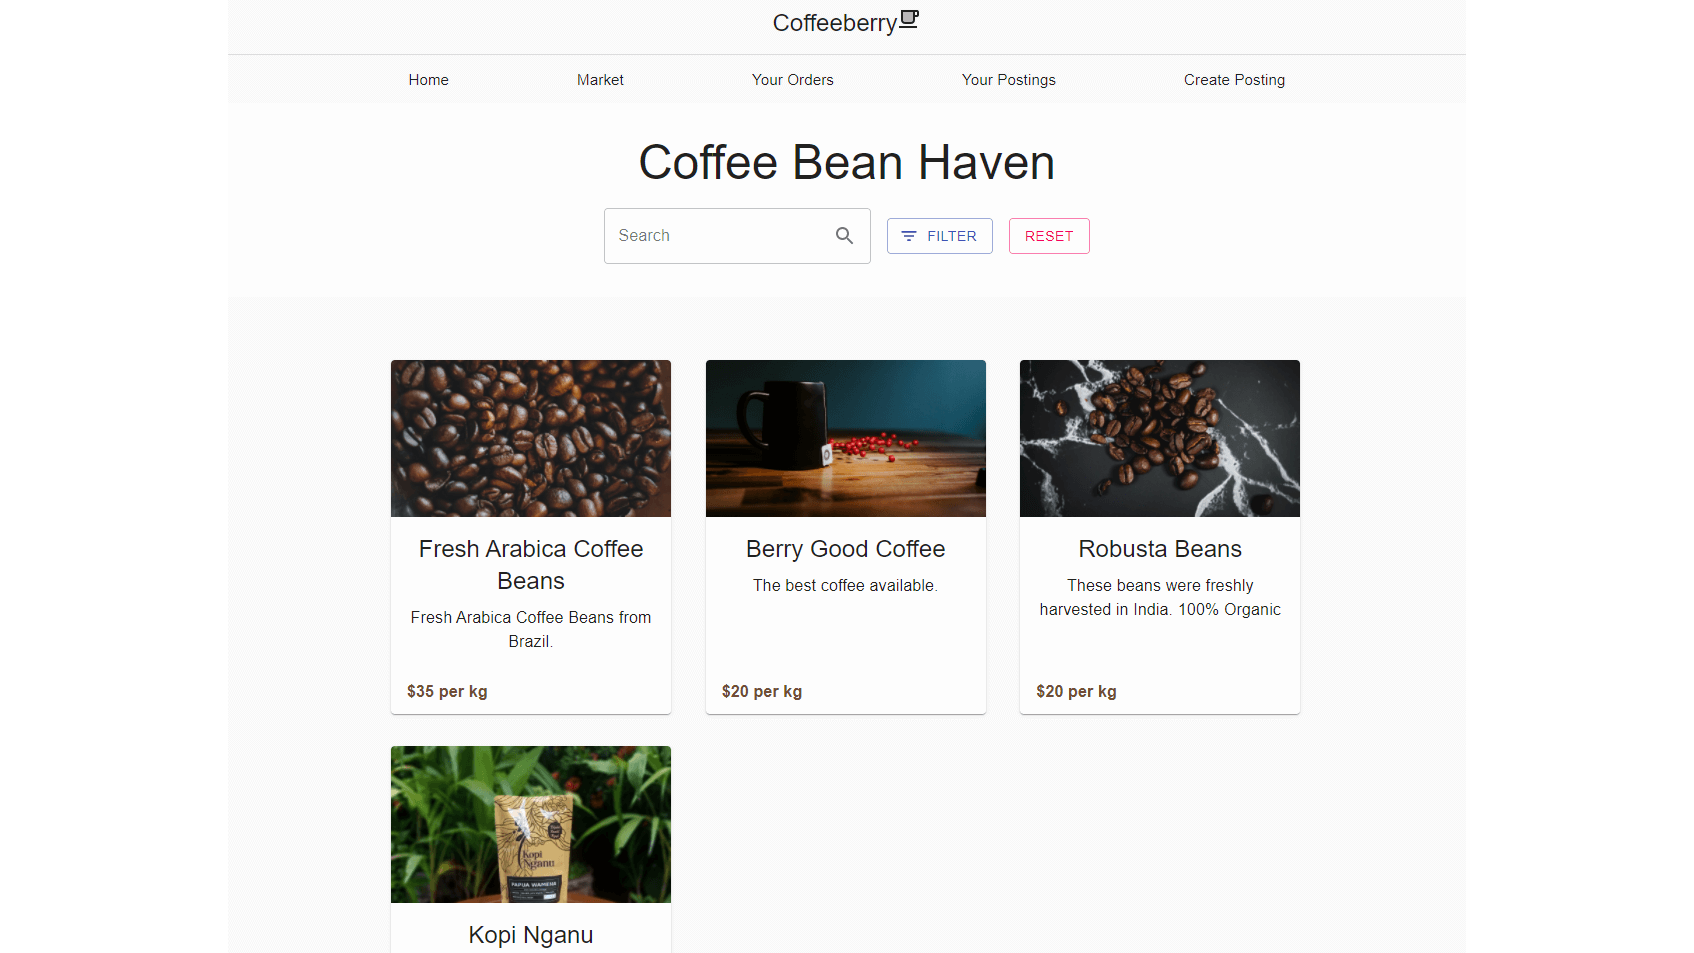 Coffeeberry
Home Market Your Orders Your Postings Create Posting
Coffee Bean Haven
Search FILTER RESET
Fresh Arabica Coffee
Beans
Fresh Arabica Coffee Beans from
Brazil.
$35 per kg
Berry Good Coffee
The best coffee available.
$20 per kg
Robusta Beans
These beans were freshly
harvested in India. 100% Organic
$20 per kg
Kopi
Nganu
PAPUA WAMENA
Kopi Nganu